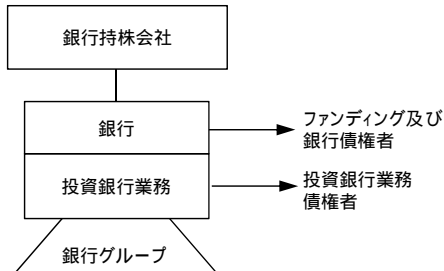 銀行持株会社
銀行
ファンディング及び
銀行債権者
投資銀行業務
投資銀行業務
債権者
銀行グループ